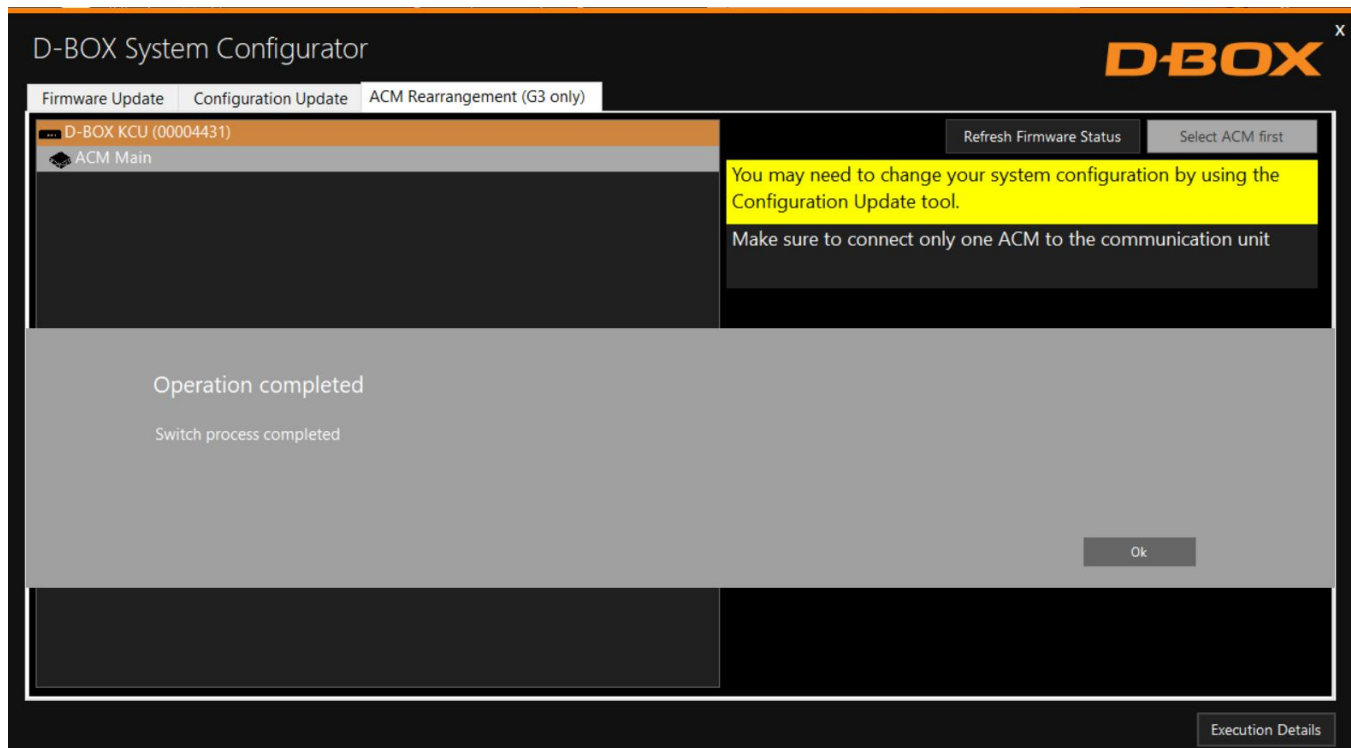 D-BOX System Configurator
D-BOX
x
Firmware Update
Configuration Update
ACM Rearrangement (G3 only)
D-BOX KCU (00004431)
ACM Main
Refresh Firmware Status
Select ACM first
You may need to change your system configuration by using the
Configuration Update tool.
Make sure to connect only one ACM to the communication unit
Operation completed
Switch process completed
Ok
Execution Details